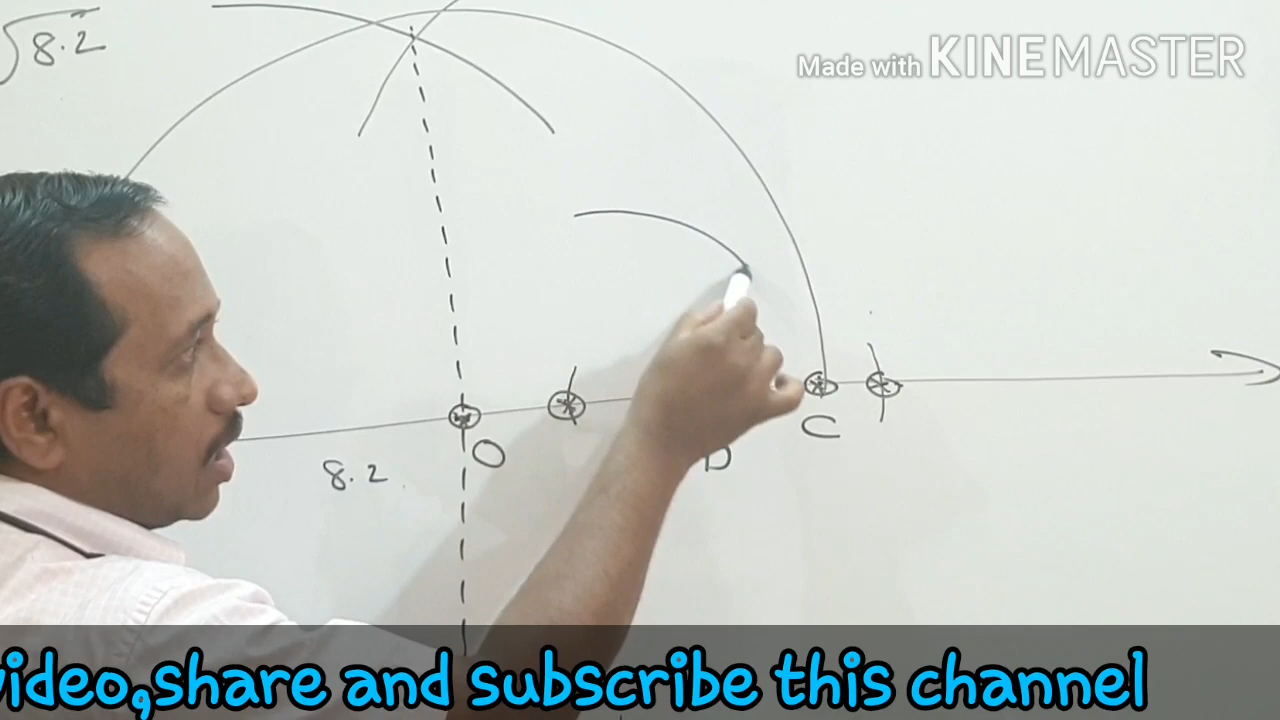 √8.2
Made with KINEMASTER
O
C
8.2
video,share and subscribe this channel